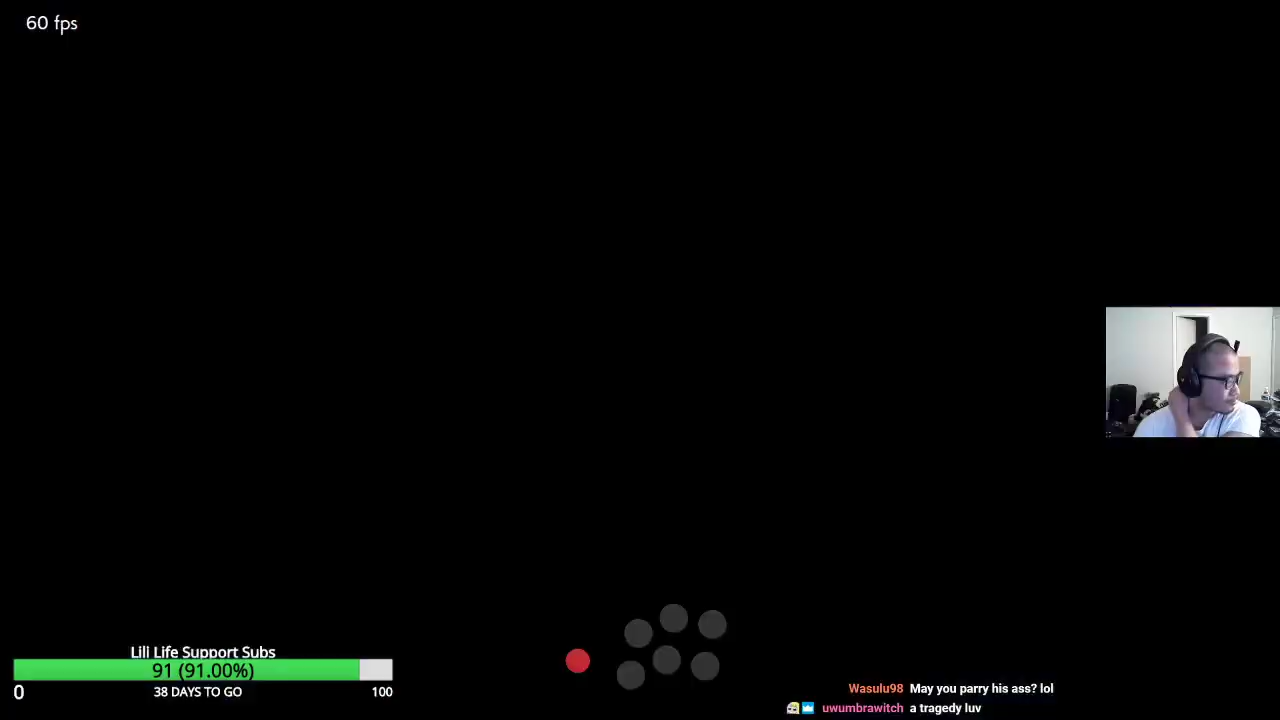 60 fps
Lili Life Support Subs
91 (91.00%)
0 38 DAYS TO GO 100
Wasulu98 May you parry his ass? lol
uwumbrawitch a tragedy luv